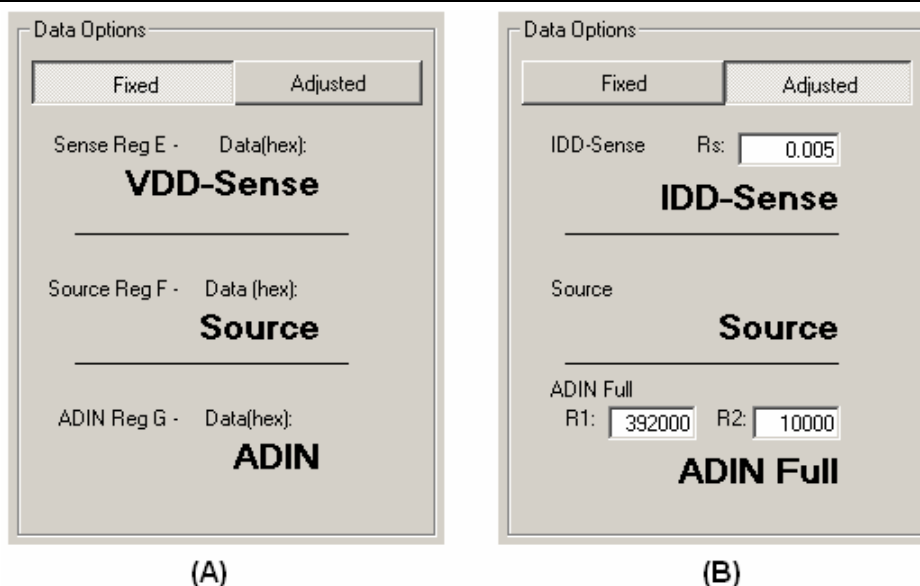 Data Options
Fixed Adjusted
Sense Reg E - Data(hex):
VDD-Sense
Source Reg F - Data (hex):
Source
ADIN Reg G - Data(hex):
ADIN
(A)
Data Options
Fixed Adjusted
IDD-Sense Rs: 0.005
IDD-Sense
Source
Source
ADIN Full
R1: 392000 R2: 10000
ADIN Full
(B)